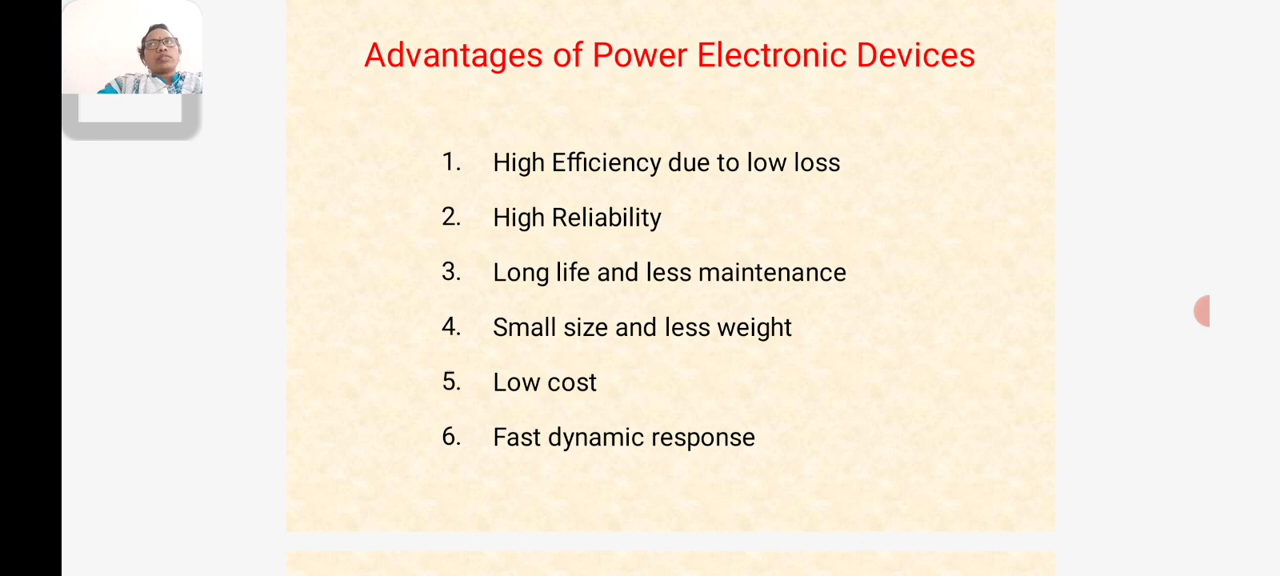 Advantages of Power Electronic Devices
1. High Efficiency due to low loss
2. High Reliability
3. Long life and less maintenance
4. Small size and less weight
5. Low cost
6. Fast dynamic response